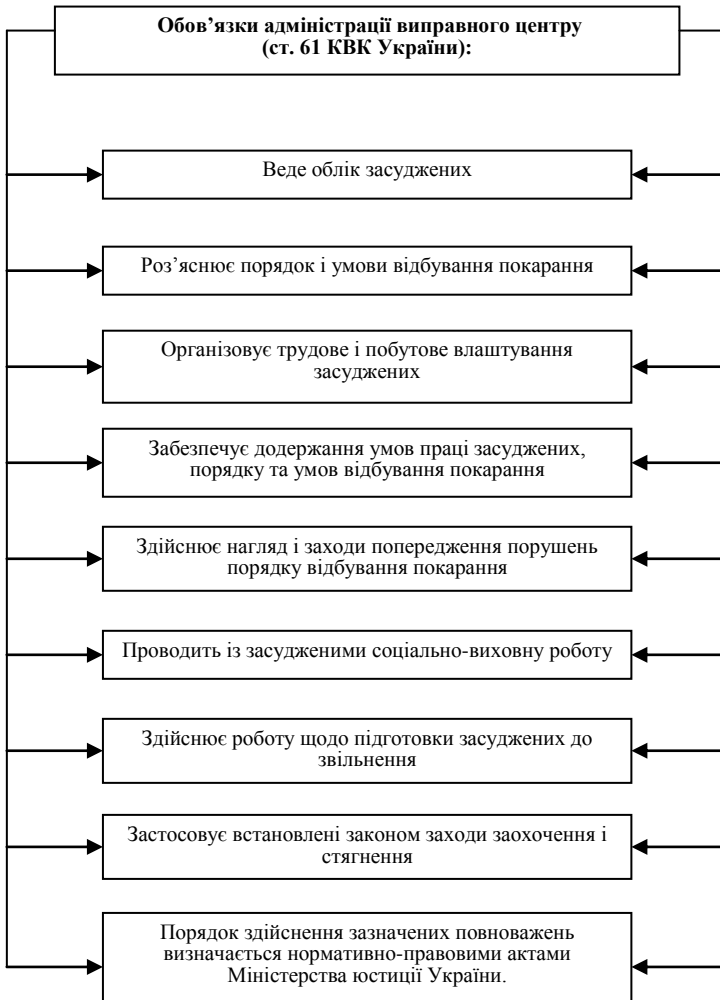 Обов’язки адміністрації виправного центру
(ст. 61 КВК України):
Веде облік засуджених
Роз’яснює порядок і умови відбування покарання
Організовує трудове і побутове влаштування
засуджених
Забезпечує додержання умов праці засуджених,
порядку та умов відбування покарання
Здійснює нагляд і заходи попередження порушень
порядку відбування покарання
Проводить із засудженими соціально-виховну роботу
Здійснює роботу щодо підготовки засуджених до
звільнення
Застосовує встановлені законом заходи заохочення і
стягнення
Порядок здійснення зазначених повноважень
визначається нормативно-правовими актами
Міністерства юстиції України.